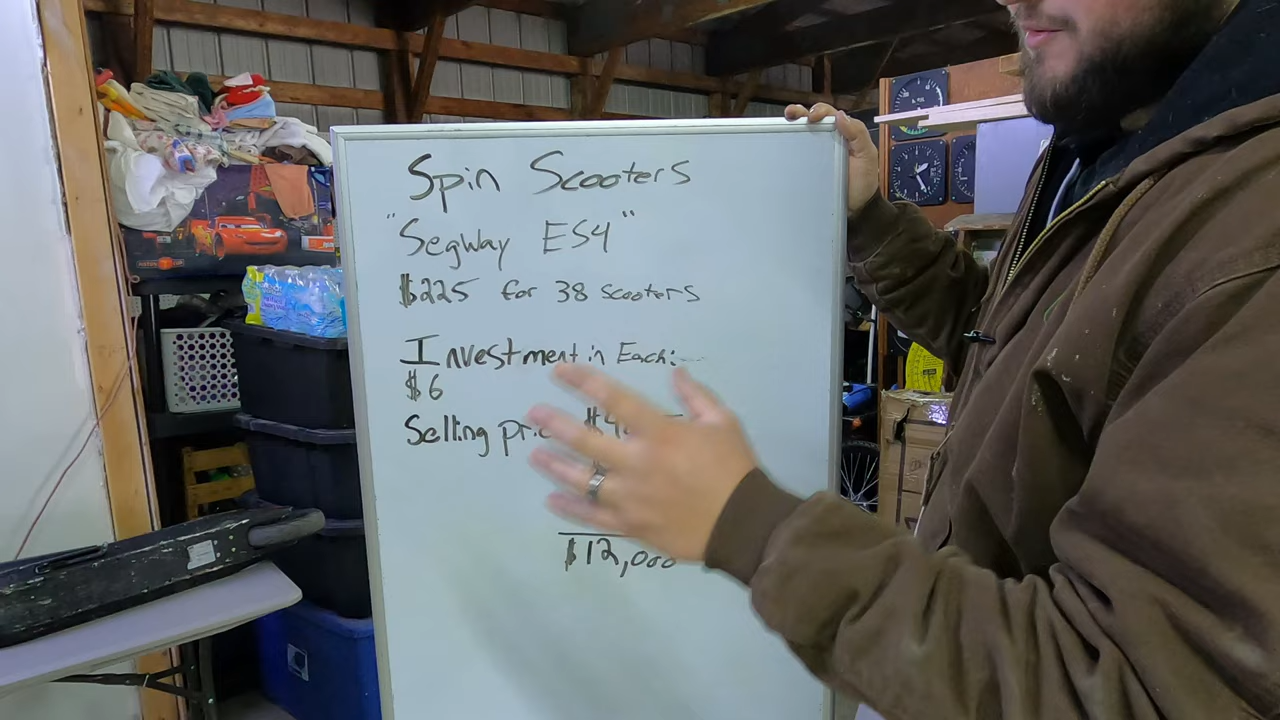 Spin Scooters
"Segway ES4"
$225 for 38 scooters
Investment in Each:
$6
Selling
$12,000